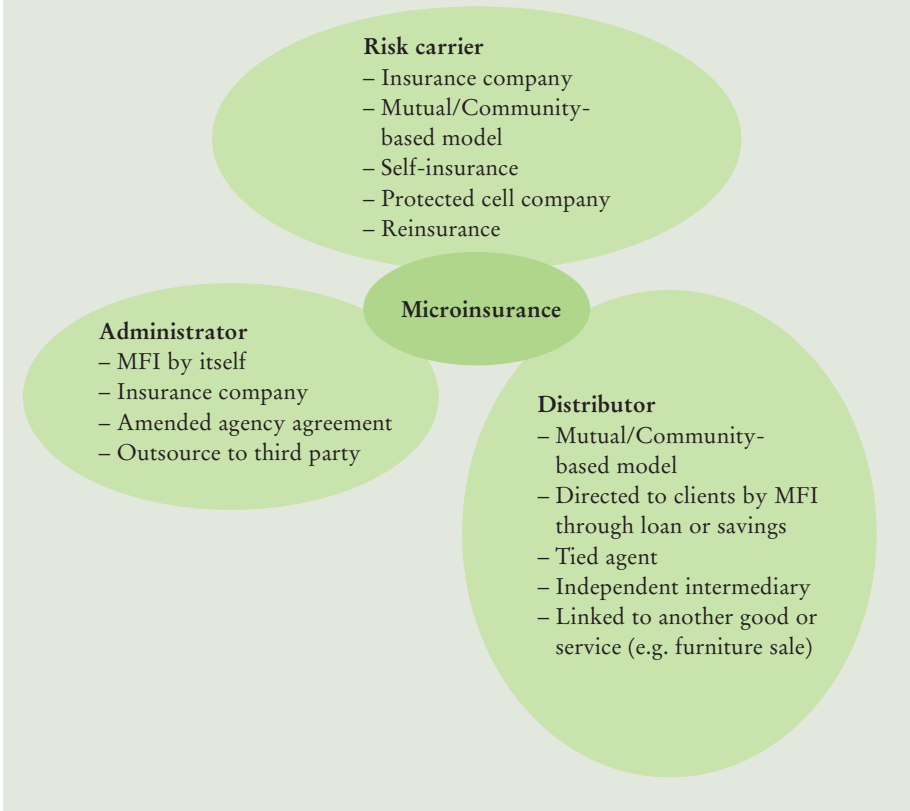 Risk carrier
– Insurance company
– Mutual/Community-
based model
– Self-insurance
– Protected cell company
– Reinsurance
Microinsurance
Administrator
– MFI by itself
– Insurance company
– Amended agency agreement
– Outsource to third party
Distributor
– Mutual/Community-
based model
– Directed to clients by MFI
through loan or savings
– Tied agent
– Independent intermediary
– Linked to another good or
service (e.g. furniture sale)